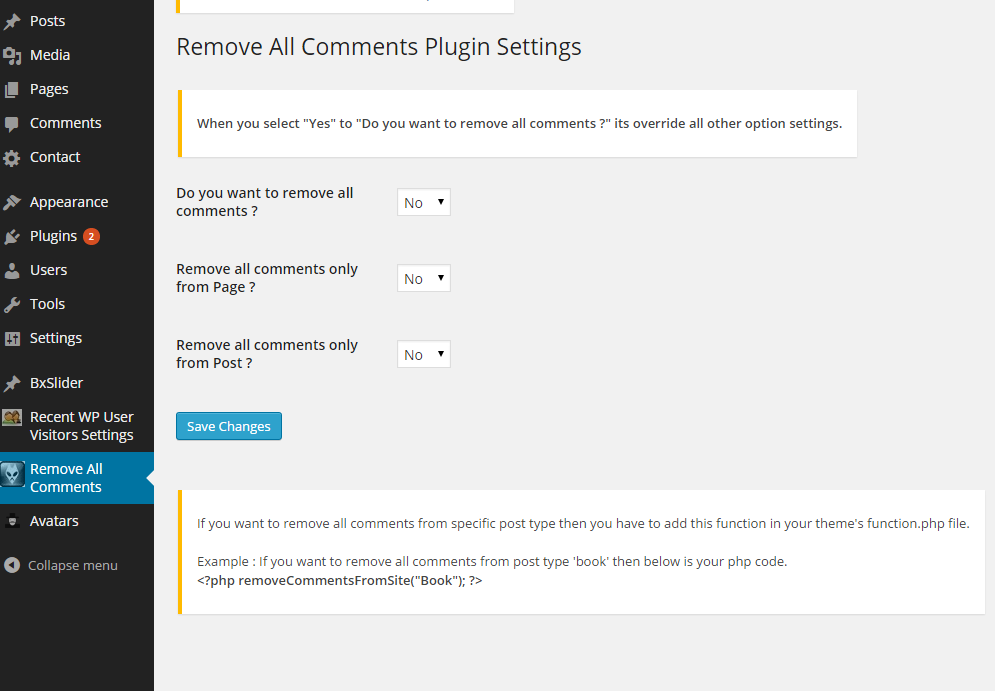 Posts
Media
Pages
Comments
Contact
Appearance
Plugins 2
Users
Tools
Settings
BxSlider
Recent WP User
Visitors Settings
Remove All
Comments
Avatars
Collapse menu
Remove All Comments Plugin Settings
When you select "Yes" to "Do you want to remove all comments ?" its override all other option settings.
Do you want to remove all
comments ?
No
Remove all comments only
from Page ?
No
Remove all comments only
from Post ?
No
Save Changes
If you want to remove all comments from specific post type then you have to add this function in your theme's function.php file.
Example : If you want to remove all comments from post type 'book' then below is your php code.
<?php removeCommentsFromSite("Book"); ?>